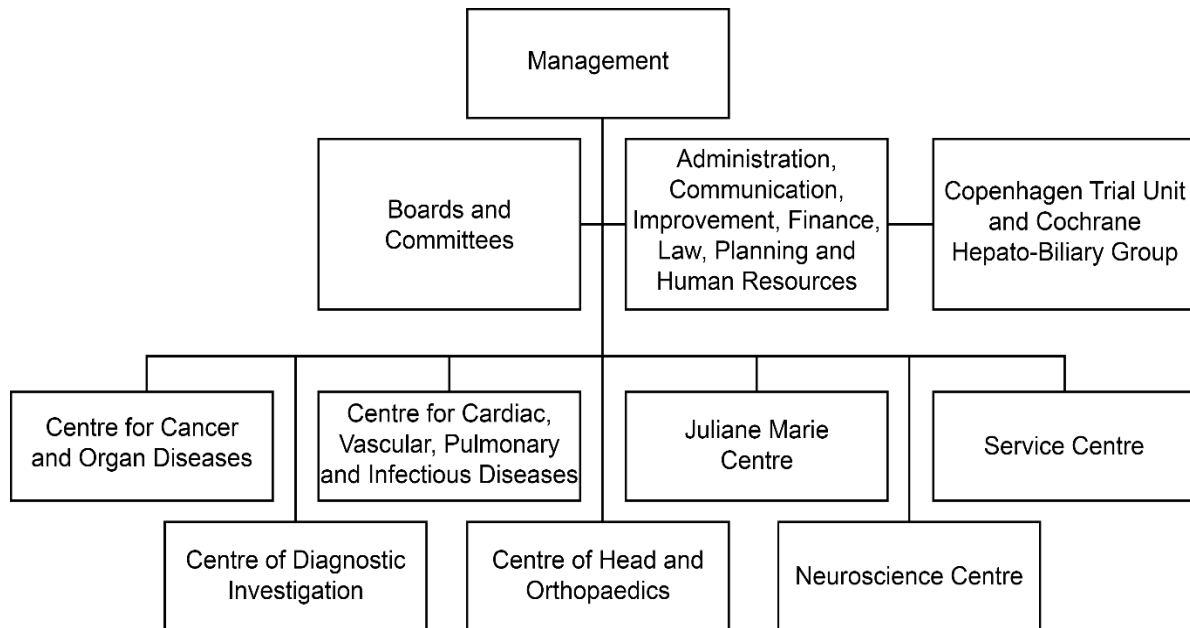 Management
Boards and
Committees
Administration,
Communication,
Improvement, Finance,
Law, Planning and
Human Resources
Copenhagen Trial Unit
and Cochrane
Hepato-Biliary Group
Centre for Cancer
and Organ Diseases
Centre for Cardiac,
Vascular, Pulmonary
and Infectious Diseases
Juliane Marie
Centre
Service Centre
Centre of Diagnostic
Investigation
Centre of Head and
Orthopaedics
Neuroscience Centre